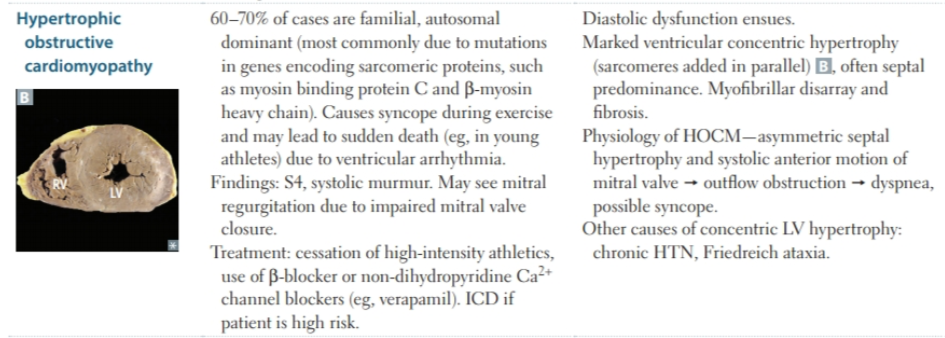 Hypertrophic
obstructive
cardiomyopathy
B
RV
LV
*
60–70% of cases are familial, autosomal
dominant (most commonly due to mutations
in genes encoding sarcomeric proteins, such
as myosin binding protein C and β-myosin
heavy chain). Causes syncope during exercise
and may lead to sudden death (eg, in young
athletes) due to ventricular arrhythmia.
Findings: S4, systolic murmur. May see mitral
regurgitation due to impaired mitral valve
closure.
Treatment: cessation of high-intensity athletics,
use of β-blocker or non-dihydropyridine Ca²⁺
channel blockers (eg, verapamil). ICD if
patient is high risk.
Diastolic dysfunction ensues.
Marked ventricular concentric hypertrophy
(sarcomeres added in parallel) B, often septal
predominance. Myofibrillar disarray and
fibrosis.
Physiology of HOCM—asymmetric septal
hypertrophy and systolic anterior motion of
mitral valve → outflow obstruction → dyspnea,
possible syncope.
Other causes of concentric LV hypertrophy:
chronic HTN, Friedreich ataxia.